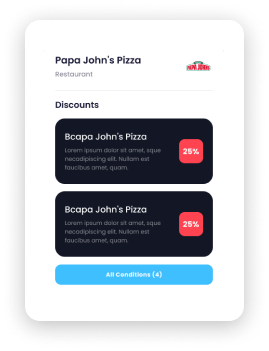 Papa John's Pizza
PAPA JOHN'S
Restaurant
Discounts
Bcapa John's Pizza
Lorem ipsum dolor sit amet, sque
necadipiscing elit. Nullam est
faucibus amet, quam.
25%
Bcapa John's Pizza
Lorem ipsum dolor sit amet, sque
necadipiscing elit. Nullam est
faucibus amet, quam.
25%
All Conditions (4)